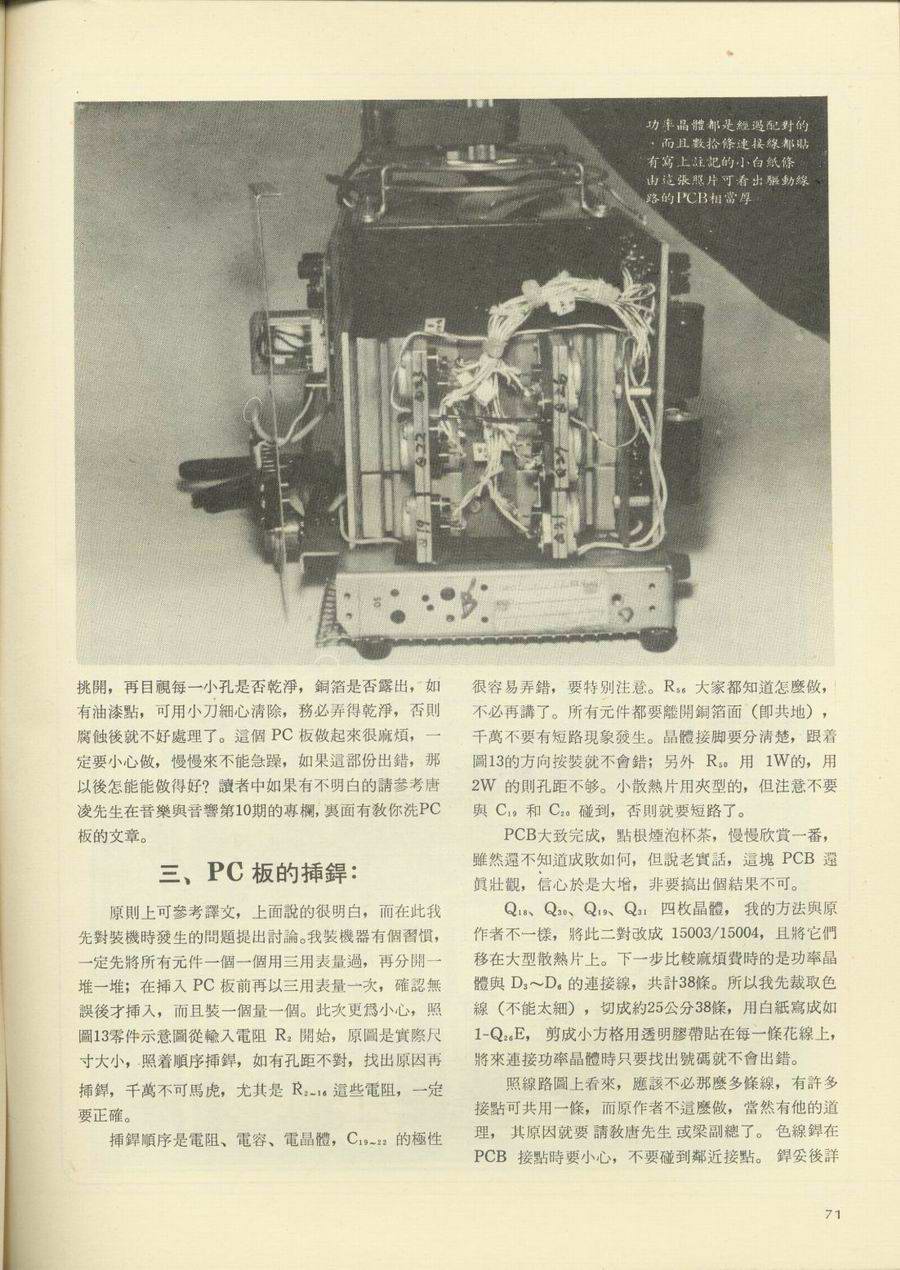 功率晶體都是經過配對的
，而且數拾條連接線都貼
有寫上註記的小白紙條
由這張照片可看出驅動線
路的PCB相當厚
挑開，再目視每一小孔是否乾淨，銅箔是否露出，如
有油漆點，可用小刀細心清除，務必弄得乾淨，否則
腐蝕後就不好處理了。這個 PC 板做起來很麻煩，一
定要小心做，慢慢來不能急躁，如果這部份出錯，那
以後怎能能做得好？讀者中如果有不明白的請參考唐
凌先生在音樂與音響第10期的專欄，裏面有教你洗PC
板的文章。
三、PC 板的挿銲：
原則上可參考譯文，上面說的很明白，而在此我
先對裝機時發生的問題提出討論。我裝機器有個習慣，
一定先將所有元件一個一個用三用表量過，再分開一
堆一堆；在挿入 PC 板前再以三用表量一次，確認無
誤後才挿入，而且裝一個量一個。此次更爲小心，照
圖13零件示意圖從輸入電阻 R₂ 開始，原圖是實際尺
寸大小，照着順序挿銲，如有孔距不對，找出原因再
挿銲，千萬不可馬虎，尤其是 R₂~₁₆ 這些電阻，一定
要正確。
挿銲順序是電阻、電容、電晶體，C₁₉~₂₂ 的極性
很容易弄錯，要特別注意。R₅₆ 大家都知道怎麼做，
不必再講了。所有元件都要離開銅箔面（卽共地），
千萬不要有短路現象發生。晶體接脚要分清楚，跟着
圖13的方向按裝就不會錯；另外 R₅₀ 用 1W的，用
2W 的則孔距不够。小散熱片用夾型的，但注意不要
與 C₁₉ 和 C₂₀ 碰到，否則就要短路了。
PCB大致完成，點根煙泡杯茶，慢慢欣賞一番，
雖然還不知道成敗如何，但說老實話，這塊 PCB 還
眞壯觀，信心於是大增，非要搞出個結果不可。
Q₁₈、Q₃₀、Q₁₉、Q₃₁ 四枚晶體，我的方法與原
作者不一樣，將此二對改成 15003/15004，且將它們
移在大型散熱片上。下一步比較麻煩費時的是功率晶
體與 D₃～D₆ 的連接線，共計38條。所以我先裁取色
線（不能太細），切成約25公分38條，用白紙寫成如
1-Q₂₆E，剪成小方格用透明膠帶貼在每一條花線上，
將來連接功率晶體時只要找出號碼就不會出錯。
照線路圖上看來，應該不必那麼多條線，有許多
接點可共用一條，而原作者不這麼做，當然有他的道
理，其原因就要請敎唐先生或梁副總了。色線銲在
PCB 接點時要小心，不要碰到鄰近接點。銲妥後詳
71